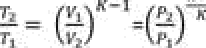 T₂/T₁ = (V₁/V₂)^(K−1) = (P₂/P₁)^(‾/K)